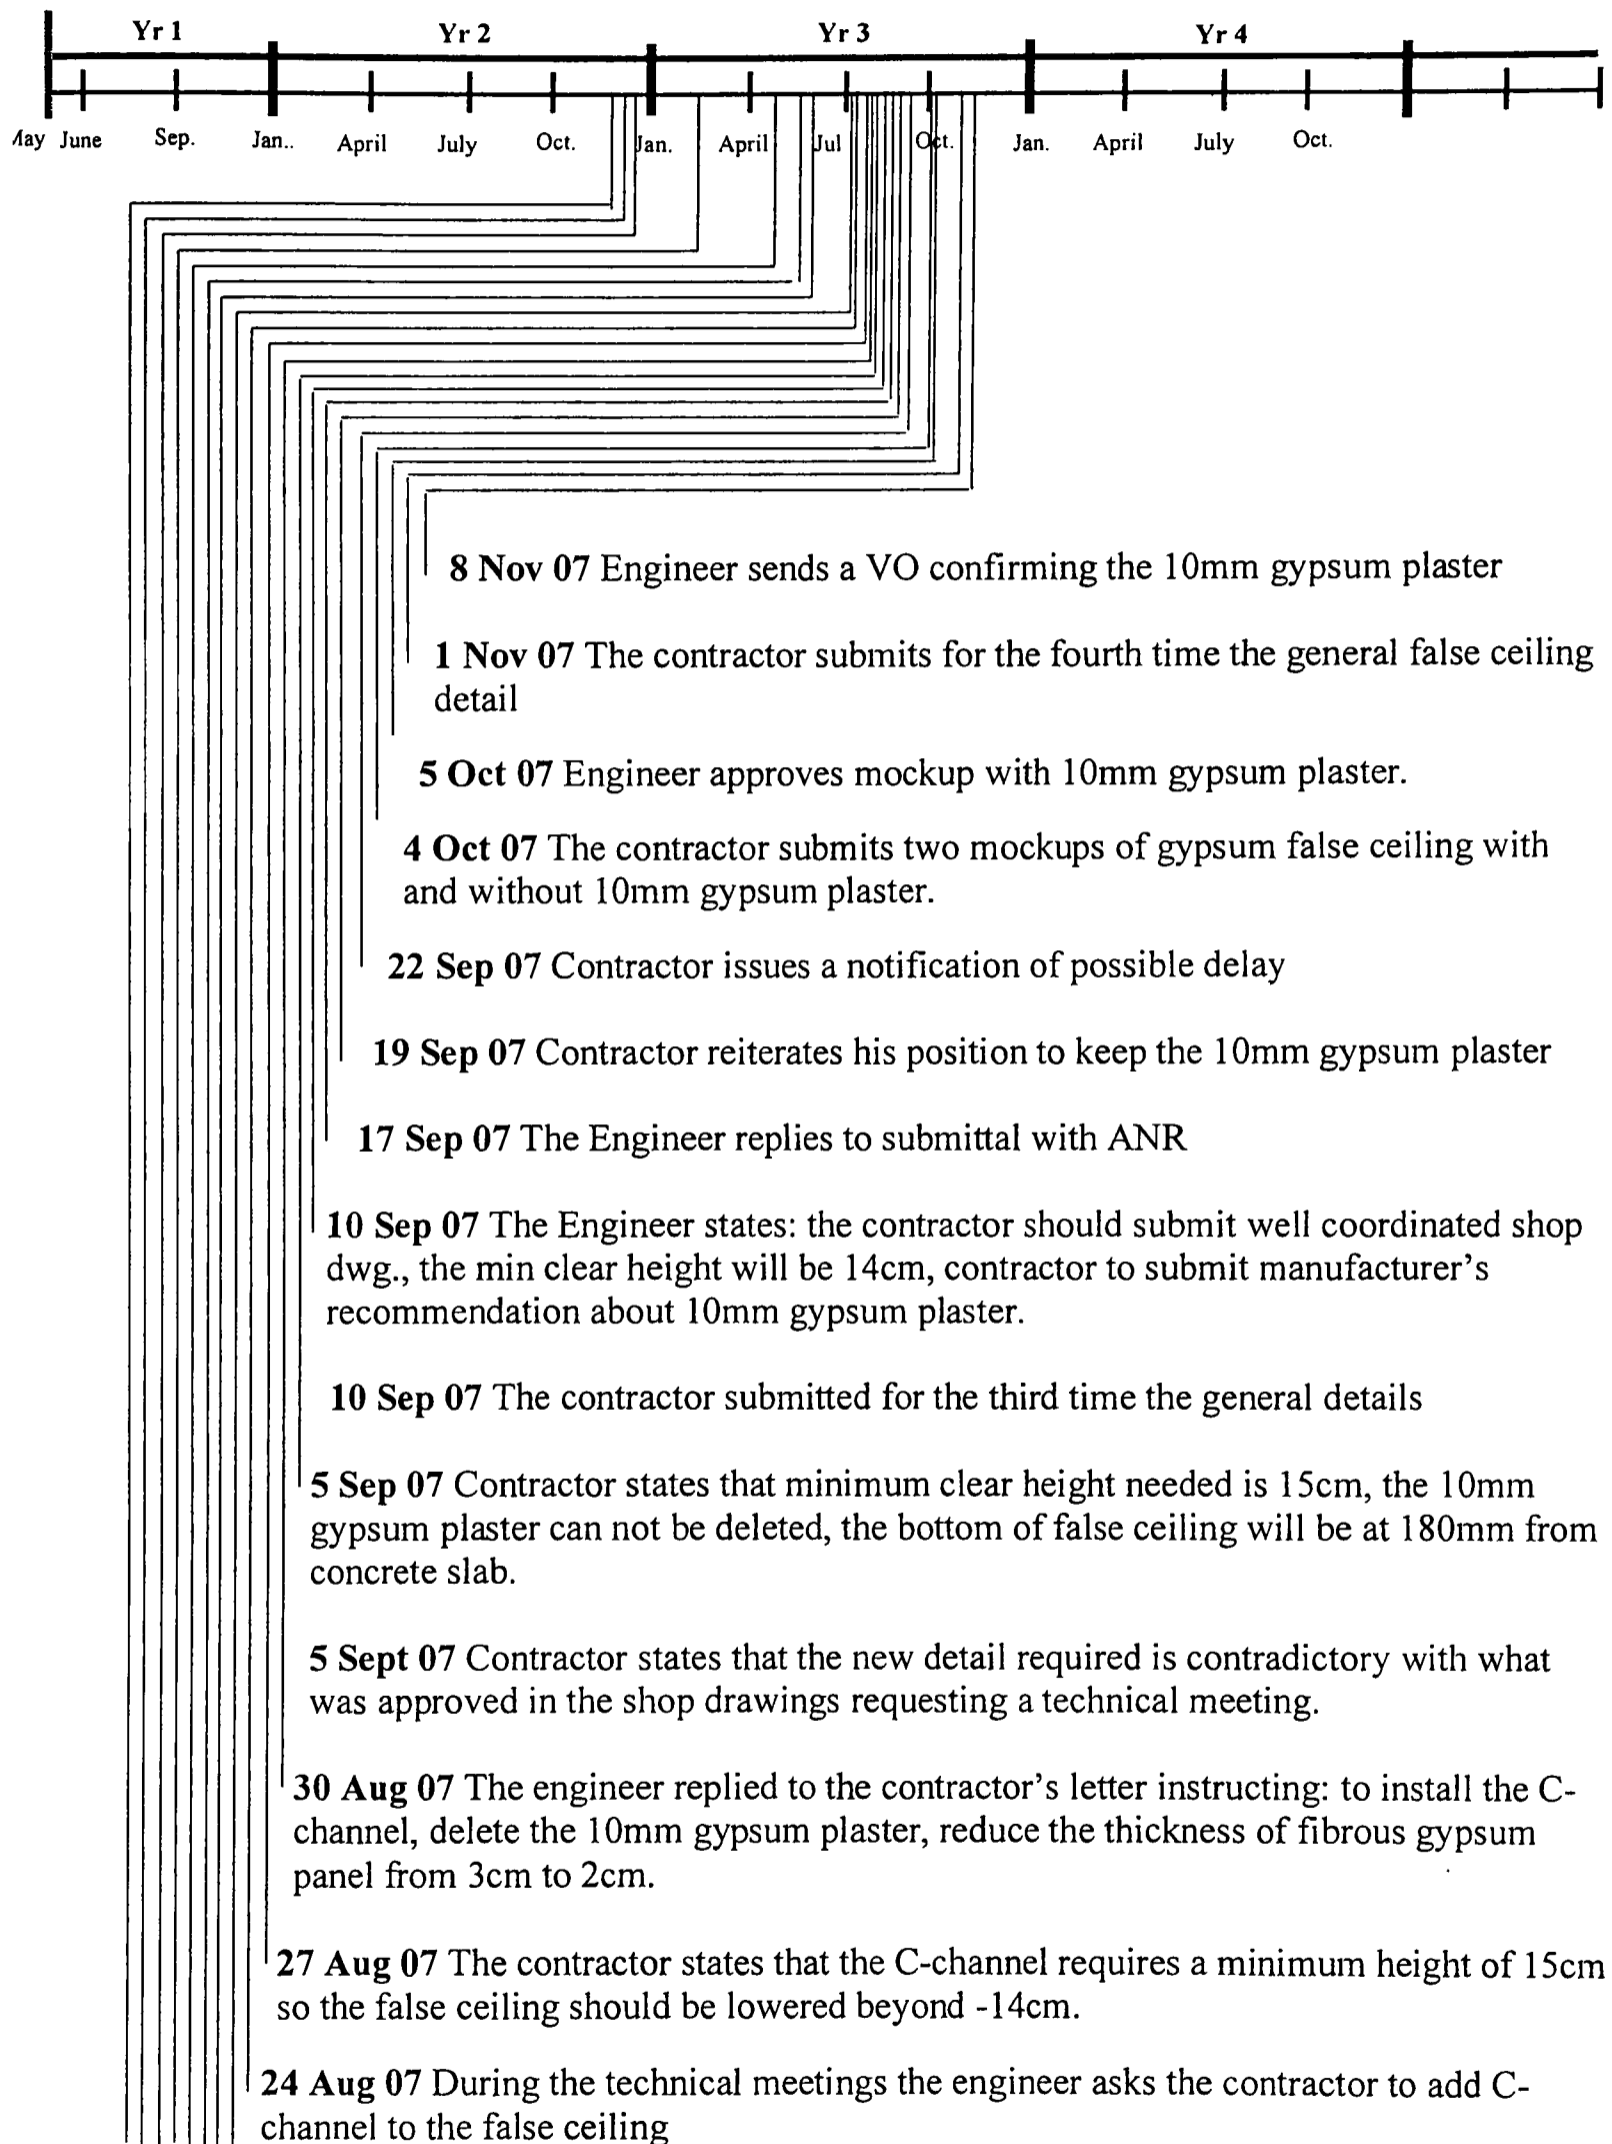 Yr 1 Yr 2 Yr 3 Yr 4
May June Sep. Jan.. April July Oct. Jan. April Jul Oct. Jan. April July Oct.
8 Nov 07 Engineer sends a VO confirming the 10mm gypsum plaster
1 Nov 07 The contractor submits for the fourth time the general false ceiling
detail
5 Oct 07 Engineer approves mockup with 10mm gypsum plaster.
4 Oct 07 The contractor submits two mockups of gypsum false ceiling with
and without 10mm gypsum plaster.
22 Sep 07 Contractor issues a notification of possible delay
19 Sep 07 Contractor reiterates his position to keep the 10mm gypsum plaster
17 Sep 07 The Engineer replies to submittal with ANR
10 Sep 07 The Engineer states: the contractor should submit well coordinated shop
dwg., the min clear height will be 14cm, contractor to submit manufacturer's
recommendation about 10mm gypsum plaster.
10 Sep 07 The contractor submitted for the third time the general details
5 Sep 07 Contractor states that minimum clear height needed is 15cm, the 10mm
gypsum plaster can not be deleted, the bottom of false ceiling will be at 180mm from
concrete slab.
5 Sept 07 Contractor states that the new detail required is contradictory with what
was approved in the shop drawings requesting a technical meeting.
30 Aug 07 The engineer replied to the contractor's letter instructing: to install the C-
channel, delete the 10mm gypsum plaster, reduce the thickness of fibrous gypsum
panel from 3cm to 2cm.
27 Aug 07 The contractor states that the C-channel requires a minimum height of 15cm
so the false ceiling should be lowered beyond -14cm.
24 Aug 07 During the technical meetings the engineer asks the contractor to add C-
channel to the false ceiling